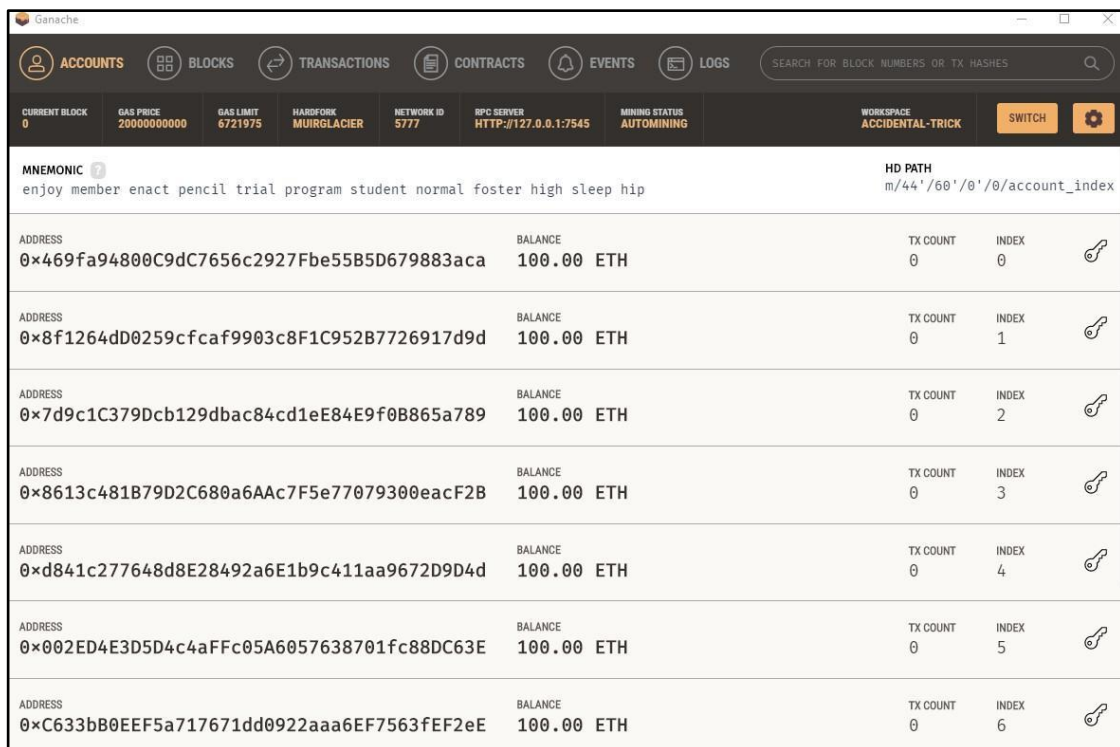 Ganache
ACCOUNTS BLOCKS TRANSACTIONS CONTRACTS EVENTS LOGS SEARCH FOR BLOCK NUMBERS OR TX HASHES
CURRENT BLOCK GAS PRICE GAS LIMIT HARDFORK NETWORK ID RPC SERVER MINING STATUS WORKSPACE
0 20000000000 6721975 MUIRGLACIER 5777 HTTP://127.0.0.1:7545 AUTOMINING ACCIDENTAL-TRICK SWITCH
MNEMONIC ? HD PATH
enjoy member enact pencil trial program student normal foster high sleep hip m/44'/60'/0'/0/account_index
ADDRESS BALANCE TX COUNT INDEX
0×469fa94800C9dC7656c2927Fbe55B5D679883aca 100.00 ETH 0 0
ADDRESS BALANCE TX COUNT INDEX
0×8f1264dD0259cfcaf9903c8F1C952B7726917d9d 100.00 ETH 0 1
ADDRESS BALANCE TX COUNT INDEX
0×7d9c1C379Dcb129dbac84cd1eE84E9f0B865a789 100.00 ETH 0 2
ADDRESS BALANCE TX COUNT INDEX
0×8613c481B79D2C680a6AAc7F5e77079300eacF2B 100.00 ETH 0 3
ADDRESS BALANCE TX COUNT INDEX
0×d841c277648d8E28492a6E1b9c411aa9672D9D4d 100.00 ETH 0 4
ADDRESS BALANCE TX COUNT INDEX
0×002ED4E3D5D4c4aFFc05A6057638701fc88DC63E 100.00 ETH 0 5
ADDRESS BALANCE TX COUNT INDEX
0×C633bB0EEF5a717671dd0922aaa6EF7563fEF2eE 100.00 ETH 0 6